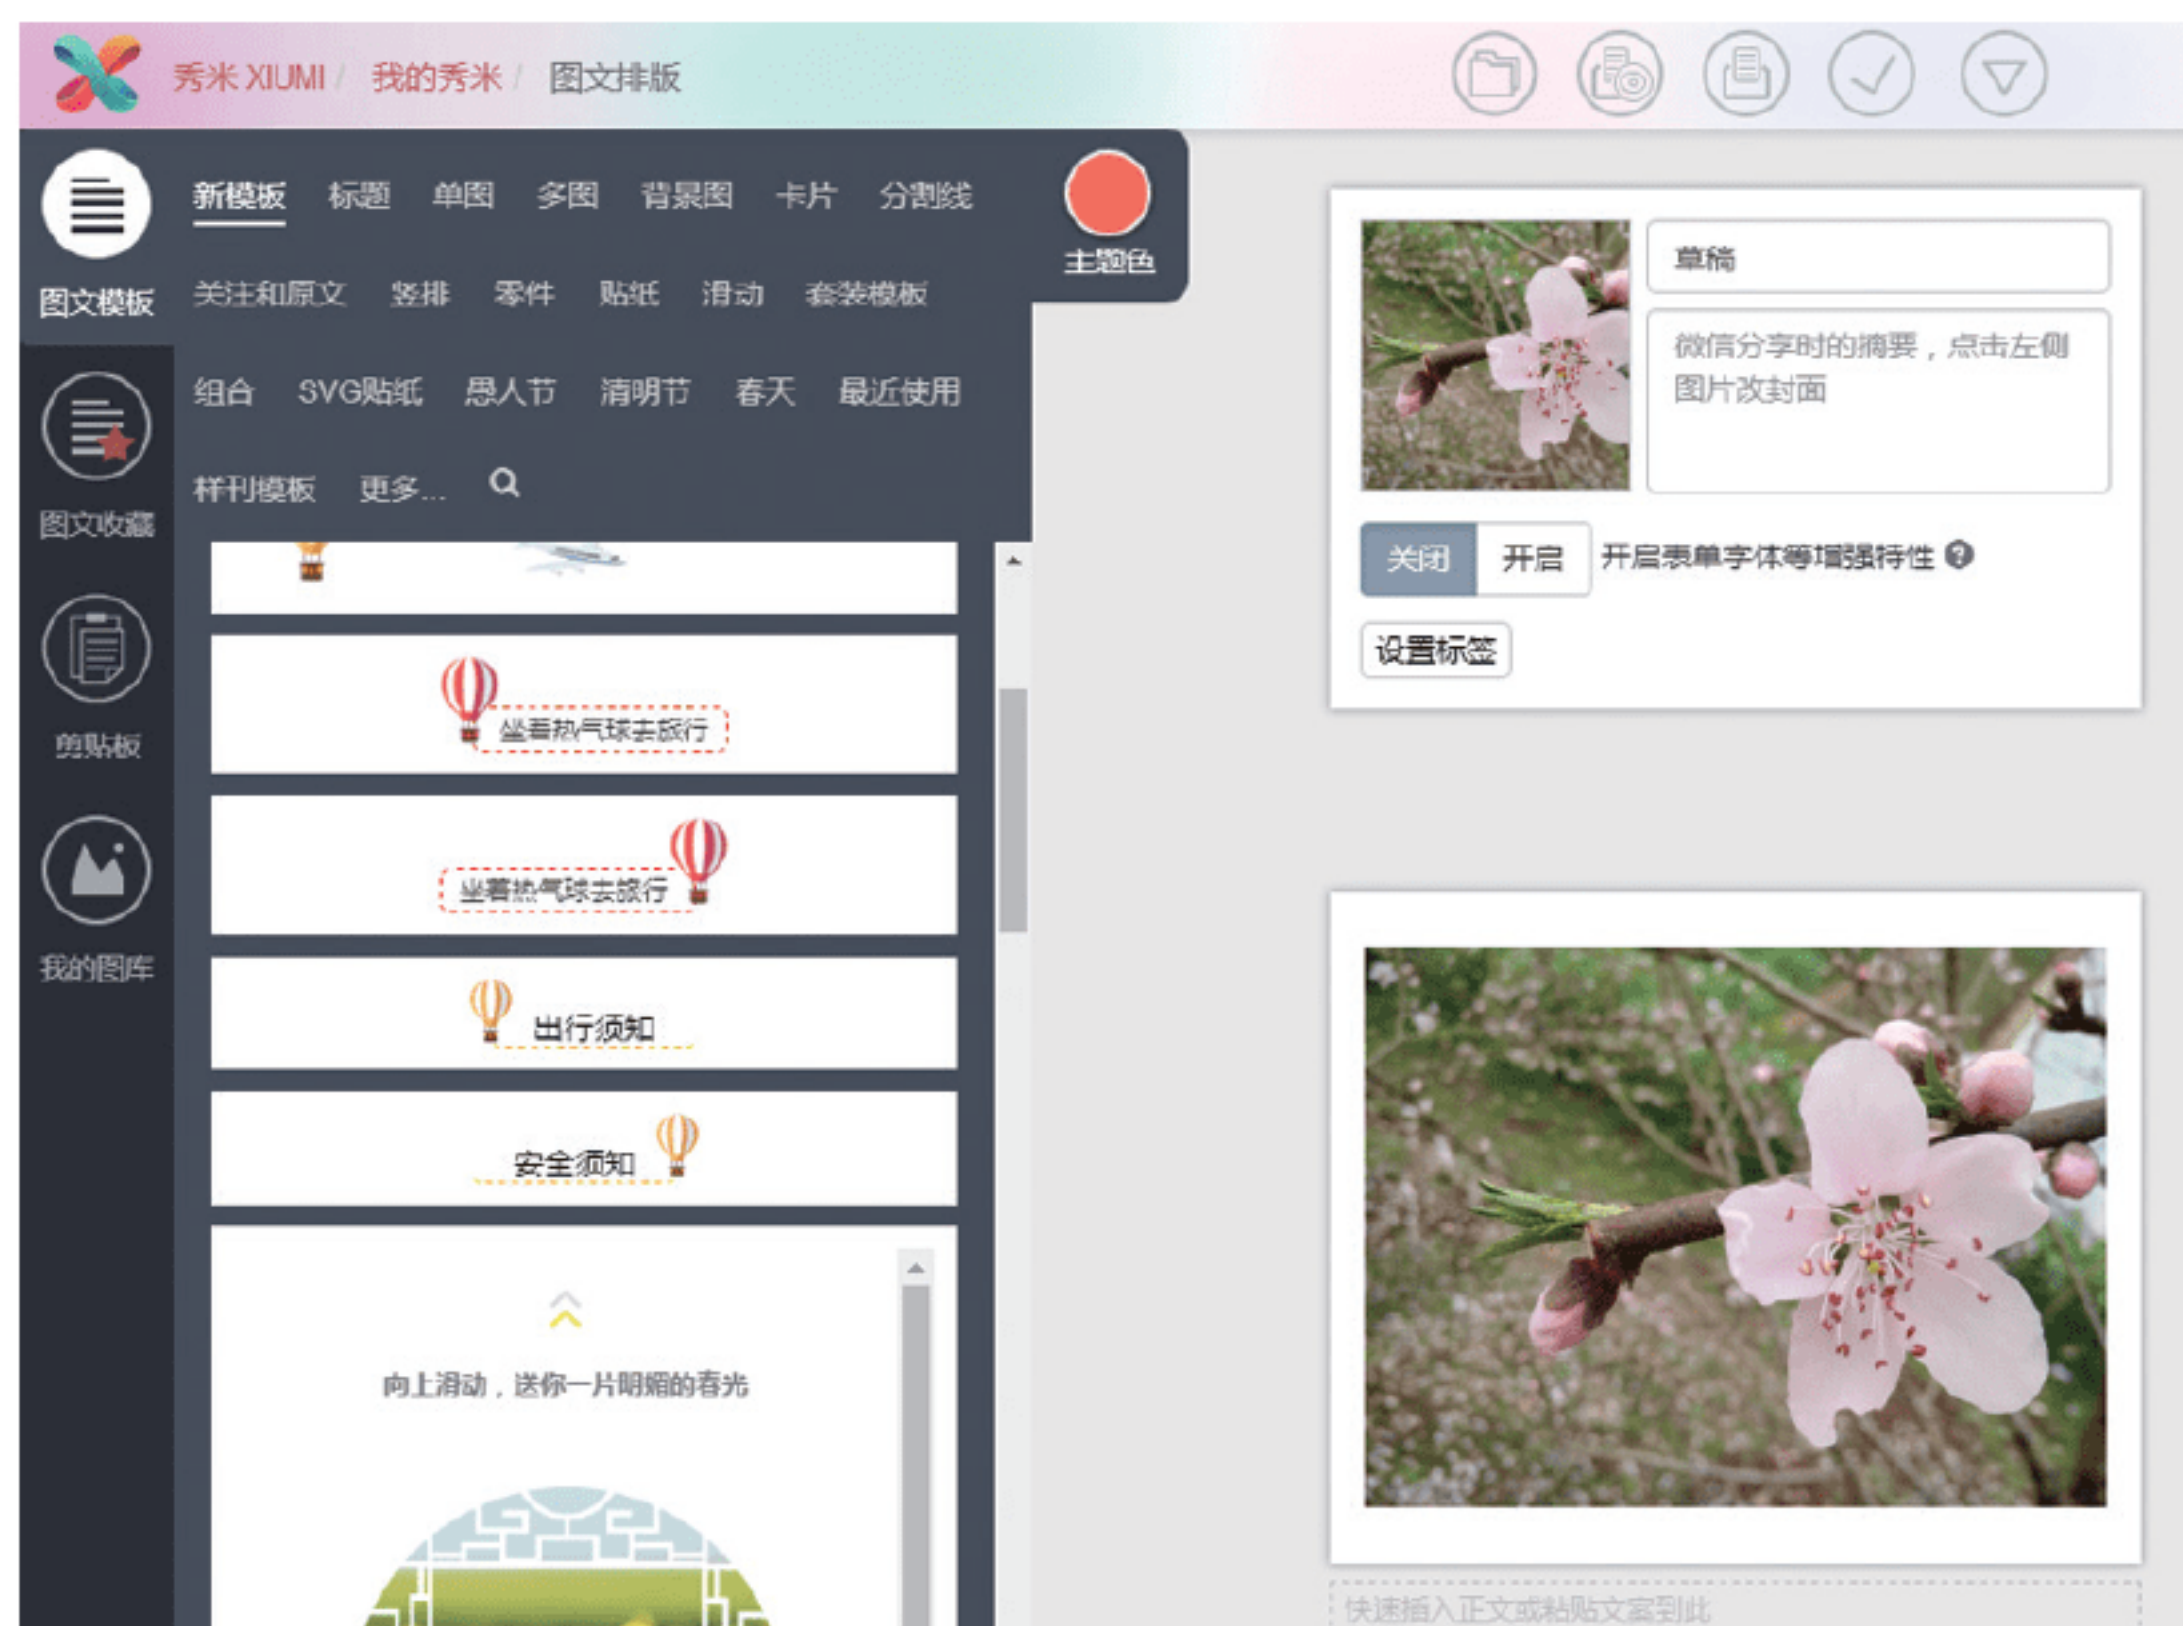 秀米 XIUMI / 我的秀米 / 图文排版
图文模板
图文收藏
剪贴板
我的图库
新模板 标题 单图 多图 背景图 卡片 分割线
关注和原文 竖排 零件 贴纸 滑动 套装模板
组合 SVG贴纸 愚人节 清明节 春天 最近使用
样刊模板 更多...
主题色
坐着热气球去旅行
坐着热气球去旅行
出行须知
安全须知
向上滑动，送你一片明媚的春光
草稿
微信分享时的摘要，点击左侧
图片改封面
关闭 开启 开启表单字体等增强特性
设置标签
快速插入正文或粘贴文案到此